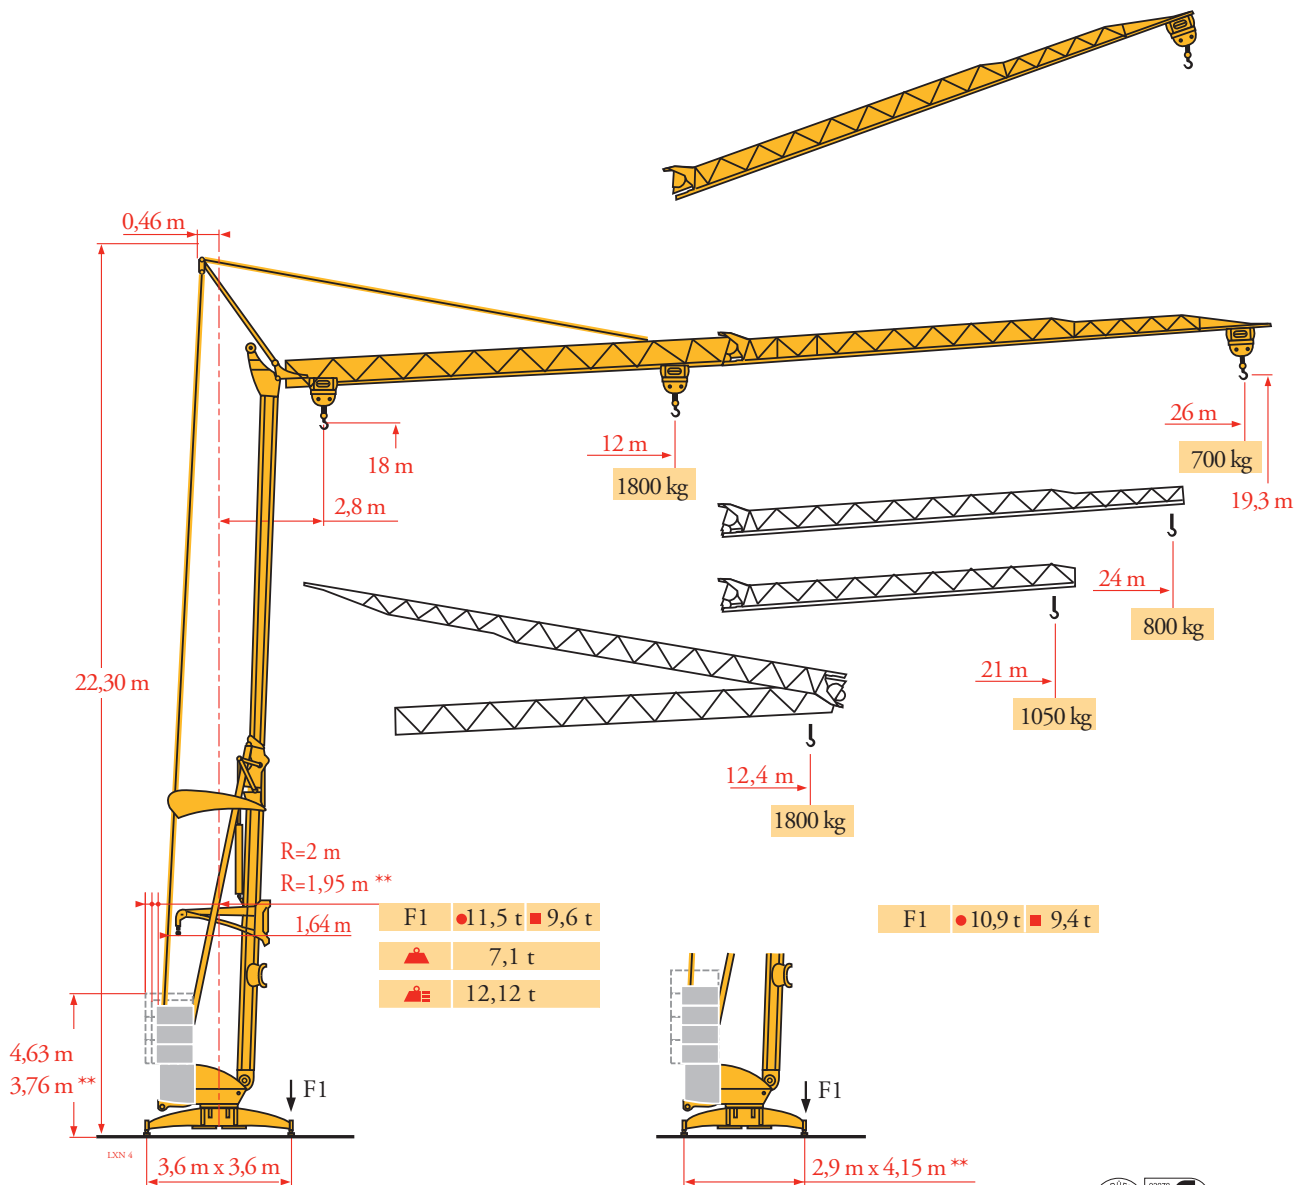 0,46 m
18 m
2,8 m
12 m
1800 kg
26 m
700 kg
19,3 m
24 m
800 kg
21 m
1050 kg
22,30 m
12,4 m
1800 kg
R=2 m
R=1,95 m **
1,64 m
F1 11,5 t 9,6 t
7,1 t
12,12 t
F1 10,9 t 9,4 t
4,63 m
3,76 m **
F1
F1
LXN 4
3,6 m x 3,6 m
2,9 m x 4,15 m **